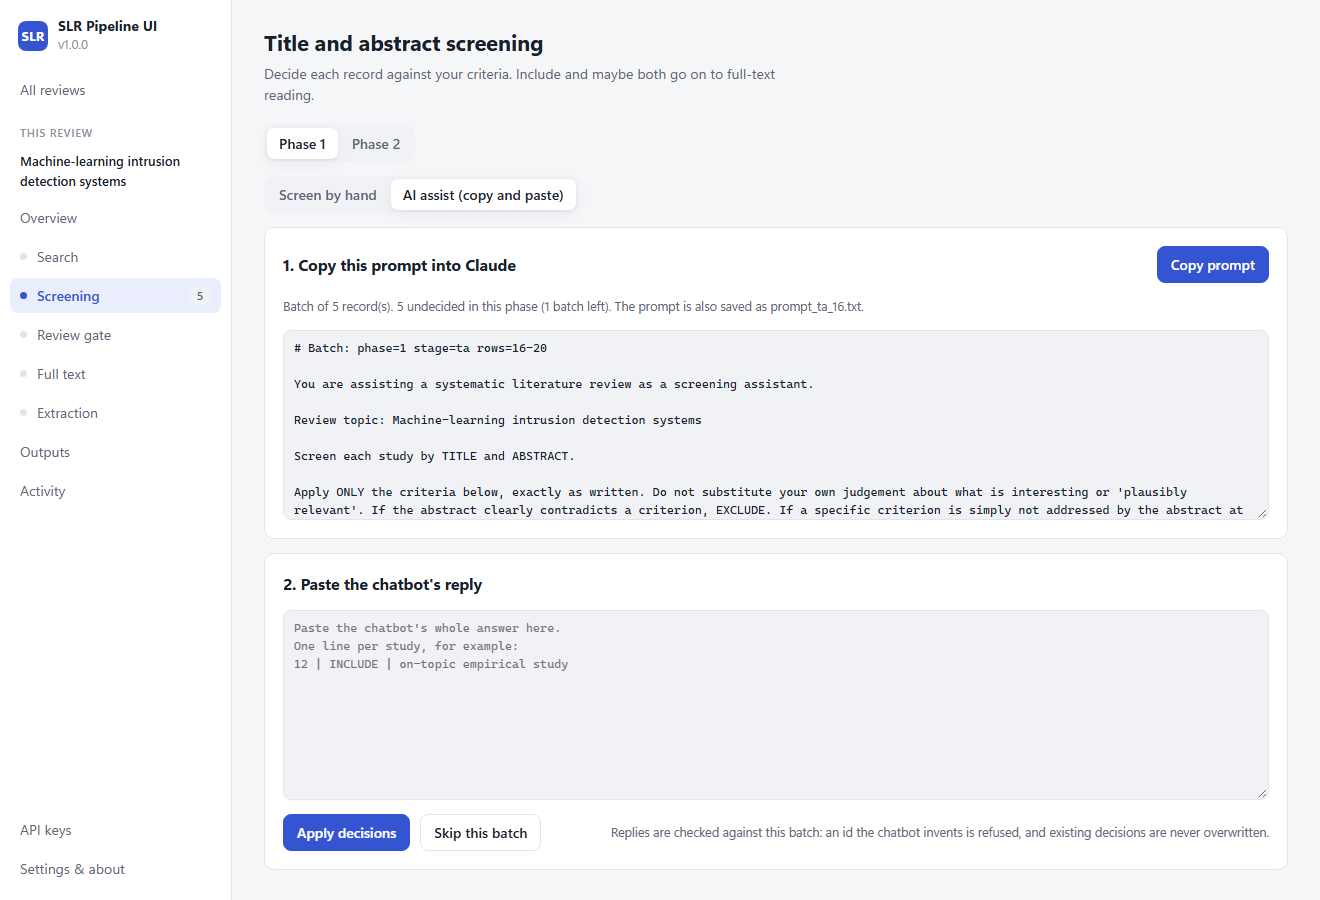 SLR
SLR Pipeline UI
v1.0.0
All reviews
THIS REVIEW
Machine-learning intrusion
detection systems
Overview
Search
Screening
5
Review gate
Full text
Extraction
Outputs
Activity
API keys
Settings & about
Title and abstract screening
Decide each record against your criteria. Include and maybe both go on to full-text
reading.
Phase 1
Phase 2
Screen by hand
AI assist (copy and paste)
1. Copy this prompt into Claude
Copy prompt
Batch of 5 record(s). 5 undecided in this phase (1 batch left). The prompt is also saved as prompt_ta_16.txt.
# Batch: phase=1 stage=ta rows=16-20
You are assisting a systematic literature review as a screening assistant.
Review topic: Machine-learning intrusion detection systems
Screen each study by TITLE and ABSTRACT.
Apply ONLY the criteria below, exactly as written. Do not substitute your own judgement about what is interesting or 'plausibly
relevant'. If the abstract clearly contradicts a criterion, EXCLUDE. If a specific criterion is simply not addressed by the abstract at
2. Paste the chatbot's reply
Paste the chatbot's whole answer here.
One line per study, for example:
12 | INCLUDE | on-topic empirical study
Apply decisions
Skip this batch
Replies are checked against this batch: an id the chatbot invents is refused, and existing decisions are never overwritten.